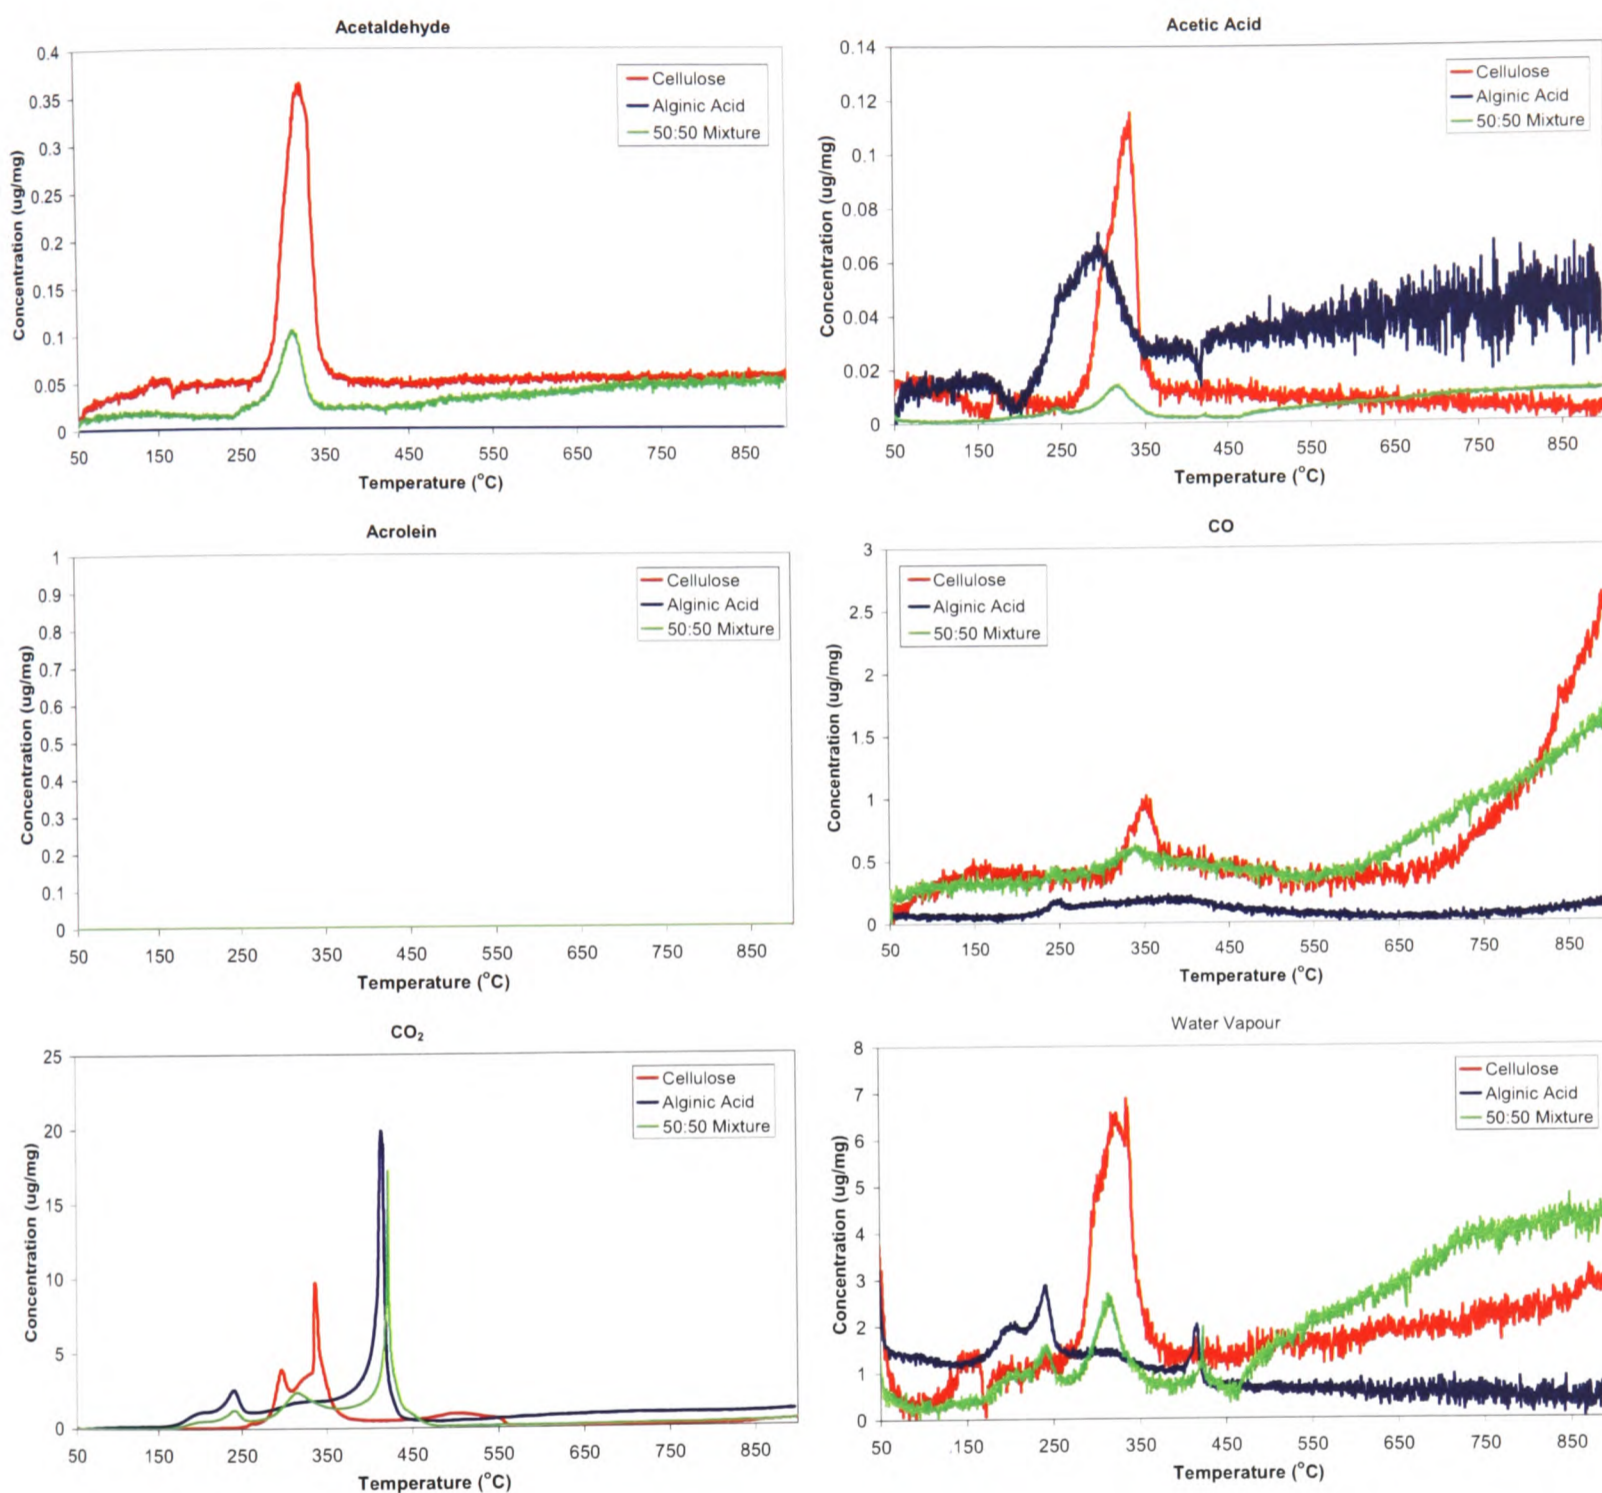 Acetaldehyde
0.4
0.35
0.3
0.25
0.2
0.15
0.1
0.05
0
Concentration (ug/mg)
Cellulose
Alginic Acid
50:50 Mixture
50 150 250 350 450 550 650 750 850
Temperature (°C)
Acetic Acid
0.14
0.12
0.1
0.08
0.06
0.04
0.02
0
Concentration (ug/mg)
Cellulose
Alginic Acid
50:50 Mixture
50 150 250 350 450 550 650 750 850
Temperature (°C)
Acrolein
1
0.9
0.8
0.7
0.6
0.5
0.4
0.3
0.2
0.1
0
Concentration (ug/mg)
Cellulose
Alginic Acid
50:50 Mixture
50 150 250 350 450 550 650 750 850
Temperature (°C)
CO
3
2.5
2
1.5
1
0.5
0
Concentration (ug/mg)
Cellulose
Alginic Acid
50:50 Mixture
50 150 250 350 450 550 650 750 850
Temperature (°C)
CO₂
25
20
15
10
5
0
Concentration (ug/mg)
Cellulose
Alginic Acid
50:50 Mixture
50 150 250 350 450 550 650 750 850
Temperature (°C)
Water Vapour
8
7
6
5
4
3
2
1
0
Concentration (ug/mg)
Cellulose
Alginic Acid
50:50 Mixture
50 150 250 350 450 550 650 750 850
Temperature (°C)